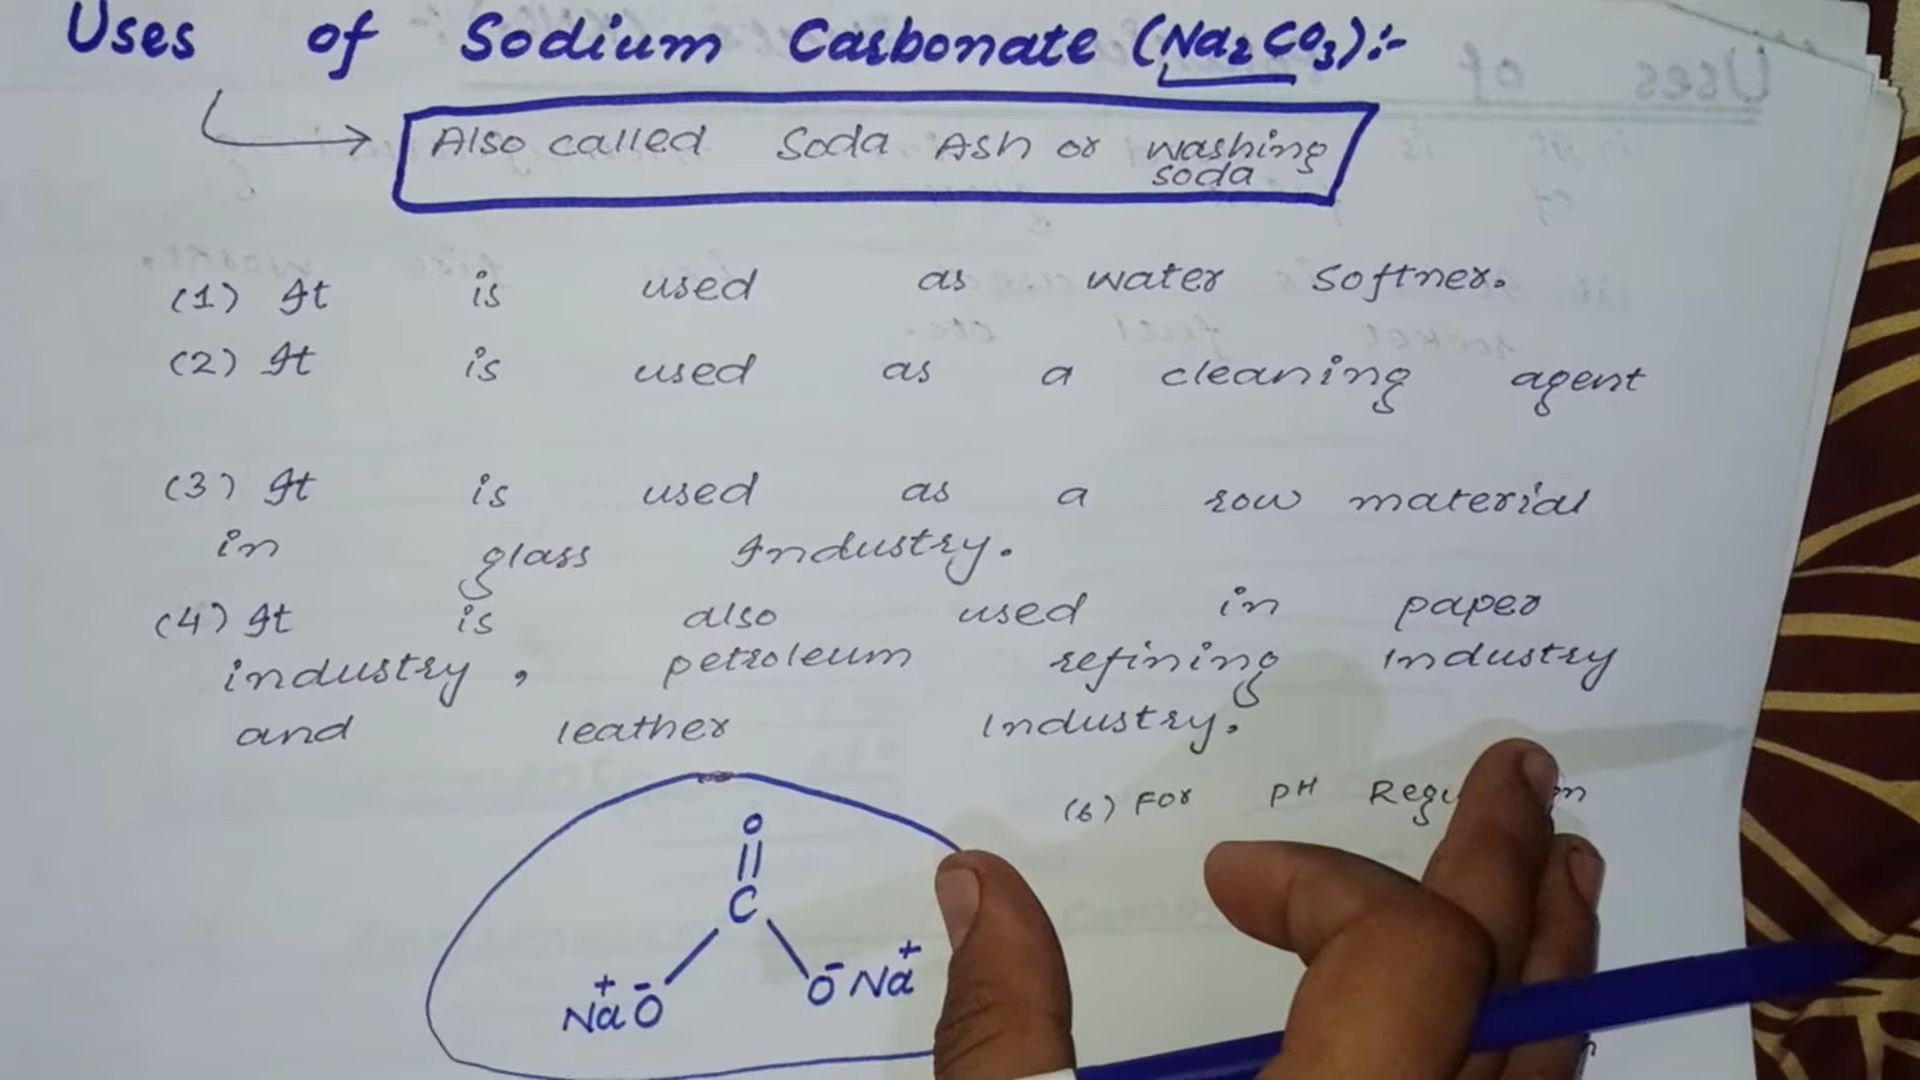 Uses of Sodium Carbonate (Na2CO3):-
Also called Soda Ash or washing
soda
(1) It is used as water softner.
(2) It is used as a cleaning agent
(3) It is used as a row material
in glass Industry.
(4) It is also used in paper
industry, petroleum refining Industry
and leather Industry.
(6) For pH
O
C
Na+ O- O- Na+